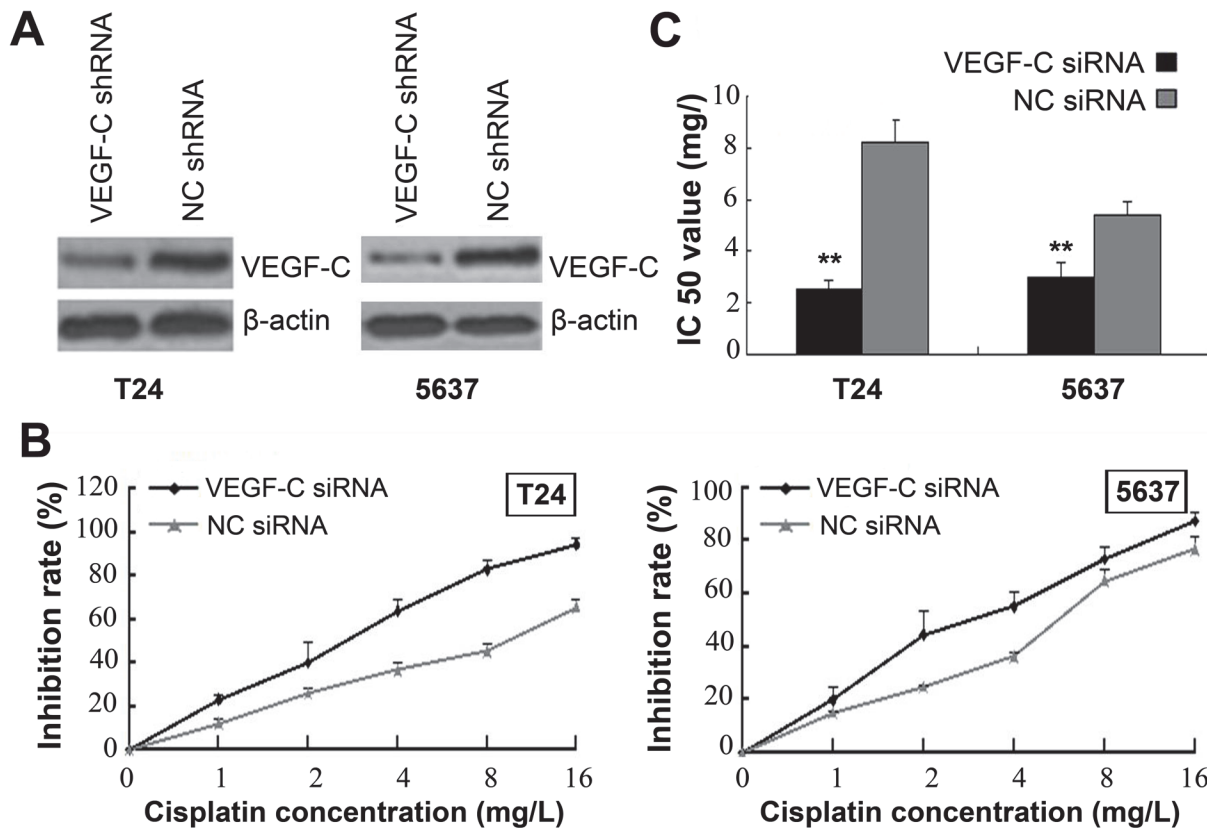 A
VEGF-C shRNA
NC shRNA
VEGF-C shRNA
NC shRNA
VEGF-C
β-actin
VEGF-C
β-actin
T24
5637
C
VEGF-C siRNA
NC siRNA
IC 50 value (mg/)
8
6
4
2
0
**
**
T24
5637
B
Inhibition rate (%)
120
100
80
60
40
20
0
VEGF-C siRNA
NC siRNA
T24
0 1 2 4 8 16
Cisplatin concentration (mg/L)
Inhibition rate (%)
100
80
60
40
20
0
VEGF-C siRNA
NC siRNA
5637
0 1 2 4 8 16
Cisplatin concentration (mg/L)